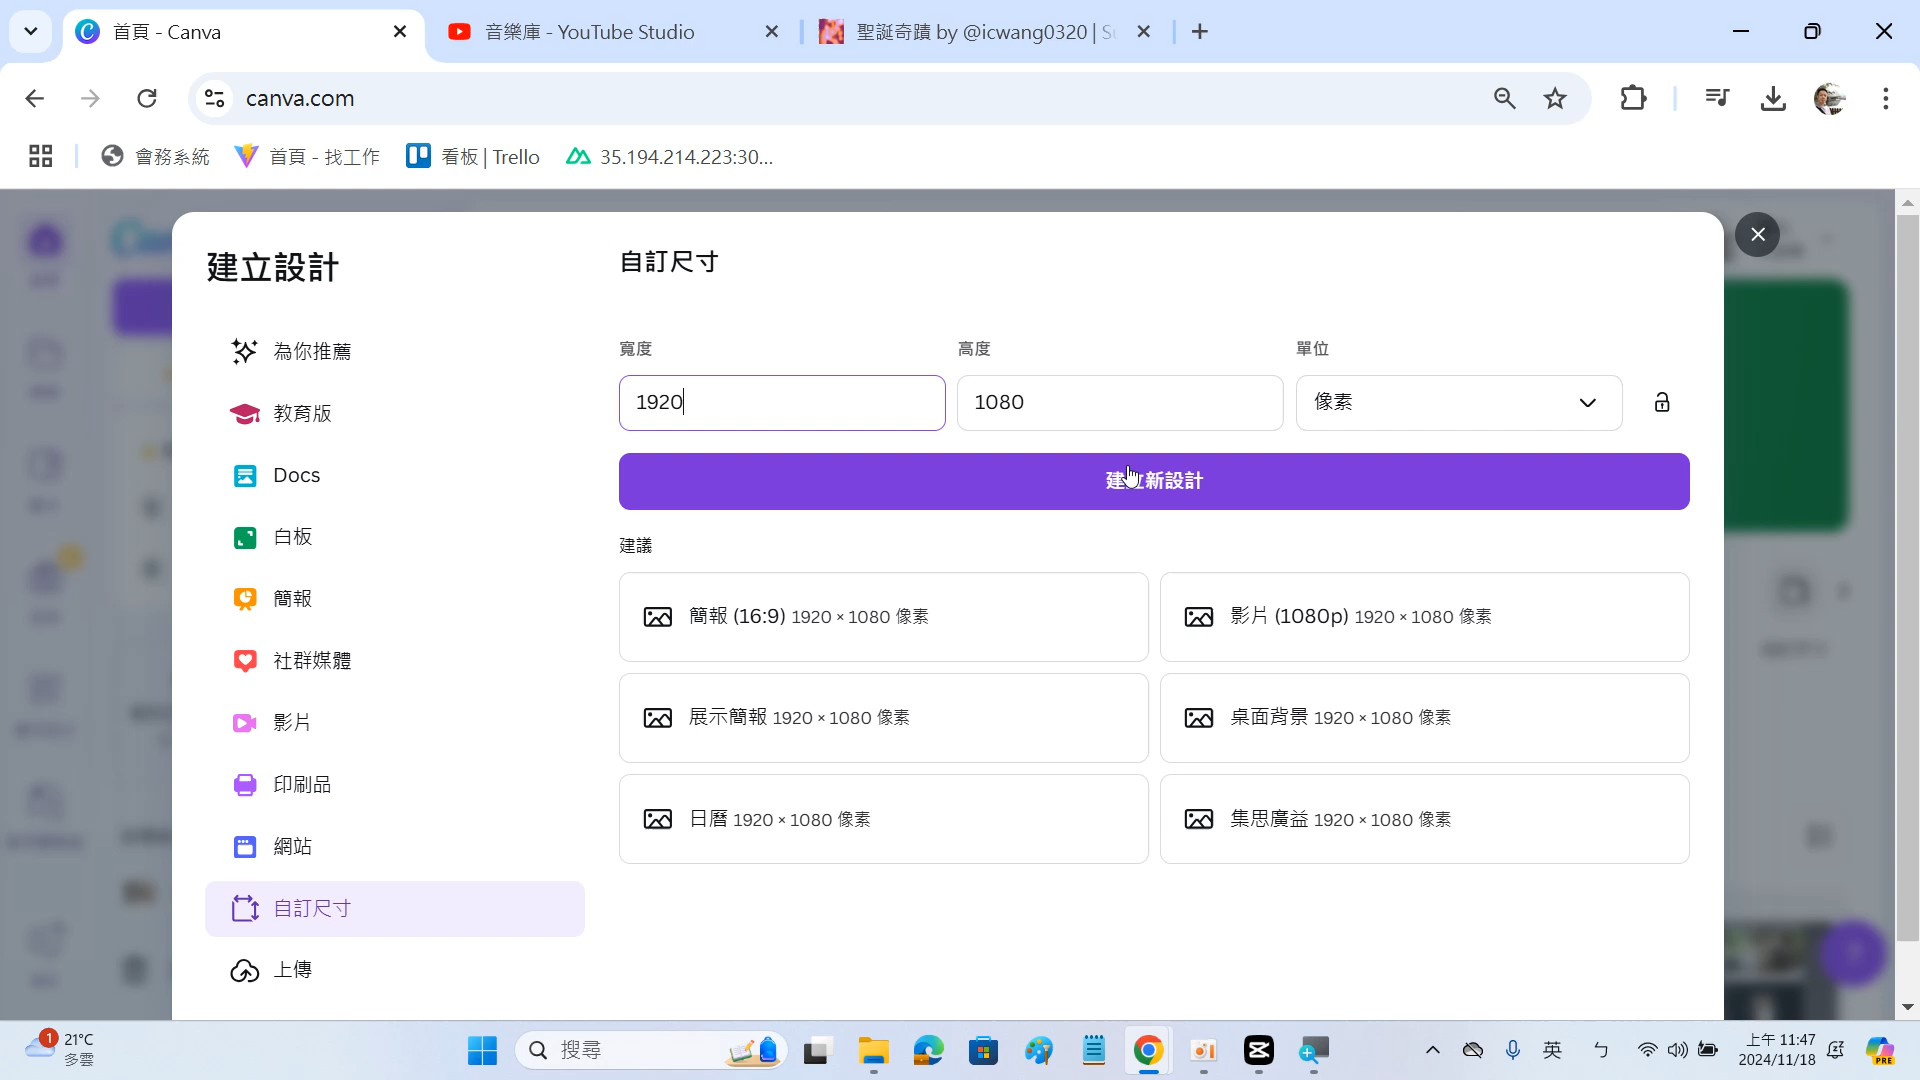 首頁 - Canva
音樂庫 - YouTube Studio
聖誕奇蹟 by @icwang0320 | Su
canva.com
會務系統
首頁 - 找工作
看板 | Trello
35.194.214.223:30...
建立設計
為你推薦
教育版
Docs
白板
簡報
社群媒體
影片
印刷品
網站
自訂尺寸
上傳
自訂尺寸
寬度
高度
單位
1920
1080
像素
建立新設計
建議
簡報 (16:9) 1920 × 1080 像素
影片 (1080p) 1920 × 1080 像素
展示簡報 1920 × 1080 像素
桌面背景 1920 × 1080 像素
日曆 1920 × 1080 像素
集思廣益 1920 × 1080 像素
1
21°C
多雲
搜尋
英
ㄅ
上午 11:47
2024/11/18
PRE